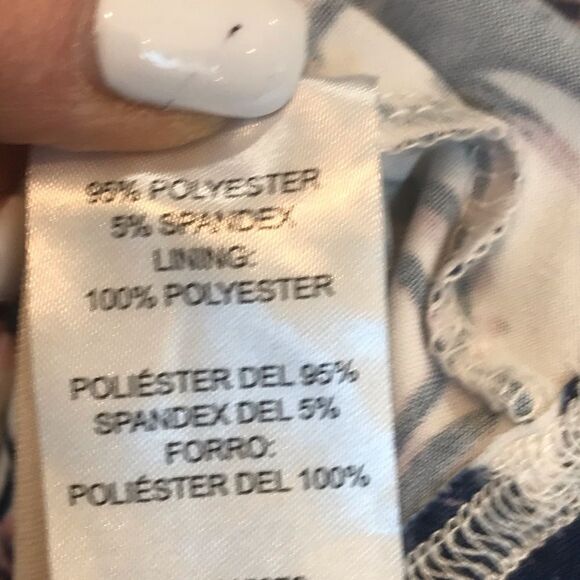 95% POLYESTER
5% SPANDEX
LINING:
100% POLYESTER
POLIÉSTER DEL 95%
SPANDEX DEL 5%
FORRO:
POLIÉSTER DEL 100%